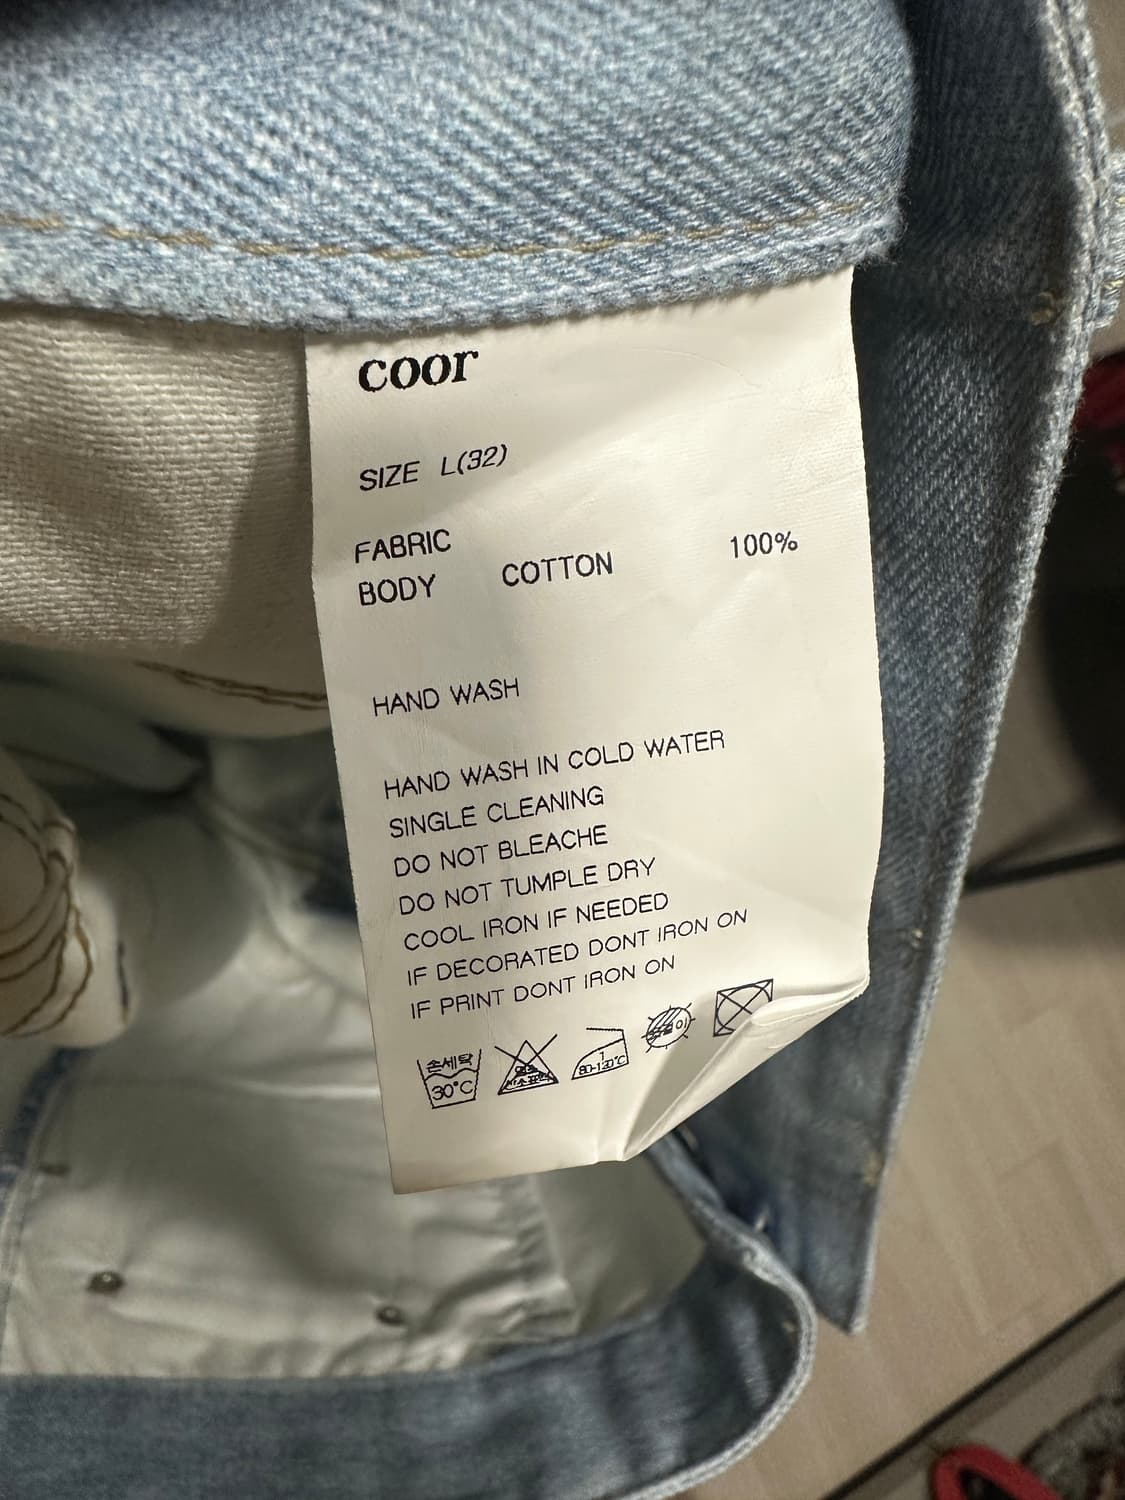 coor
SIZE L(32)
FABRIC
BODY COTTON 100%
HAND WASH
HAND WASH IN COLD WATER
SINGLE CLEANING
DO NOT BLEACHE
DO NOT TUMPLE DRY
COOL IRON IF NEEDED
IF DECORATED DONT IRON ON
IF PRINT DONT IRON ON
손세탁
30°C
1
80-120°C